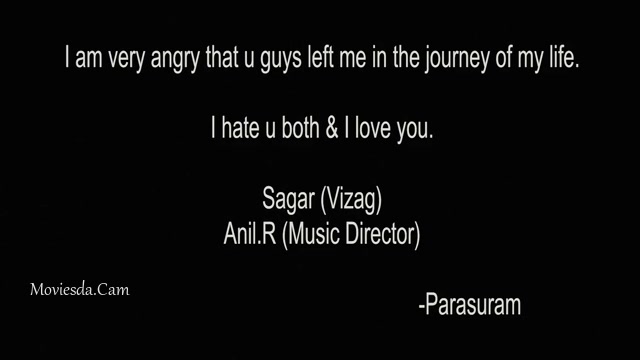 I am very angry that u guys left me in the journey of my life.
I hate u both & I love you.
Sagar (Vizag)
Anil.R (Music Director)
Moviesda.Cam
-Parasuram